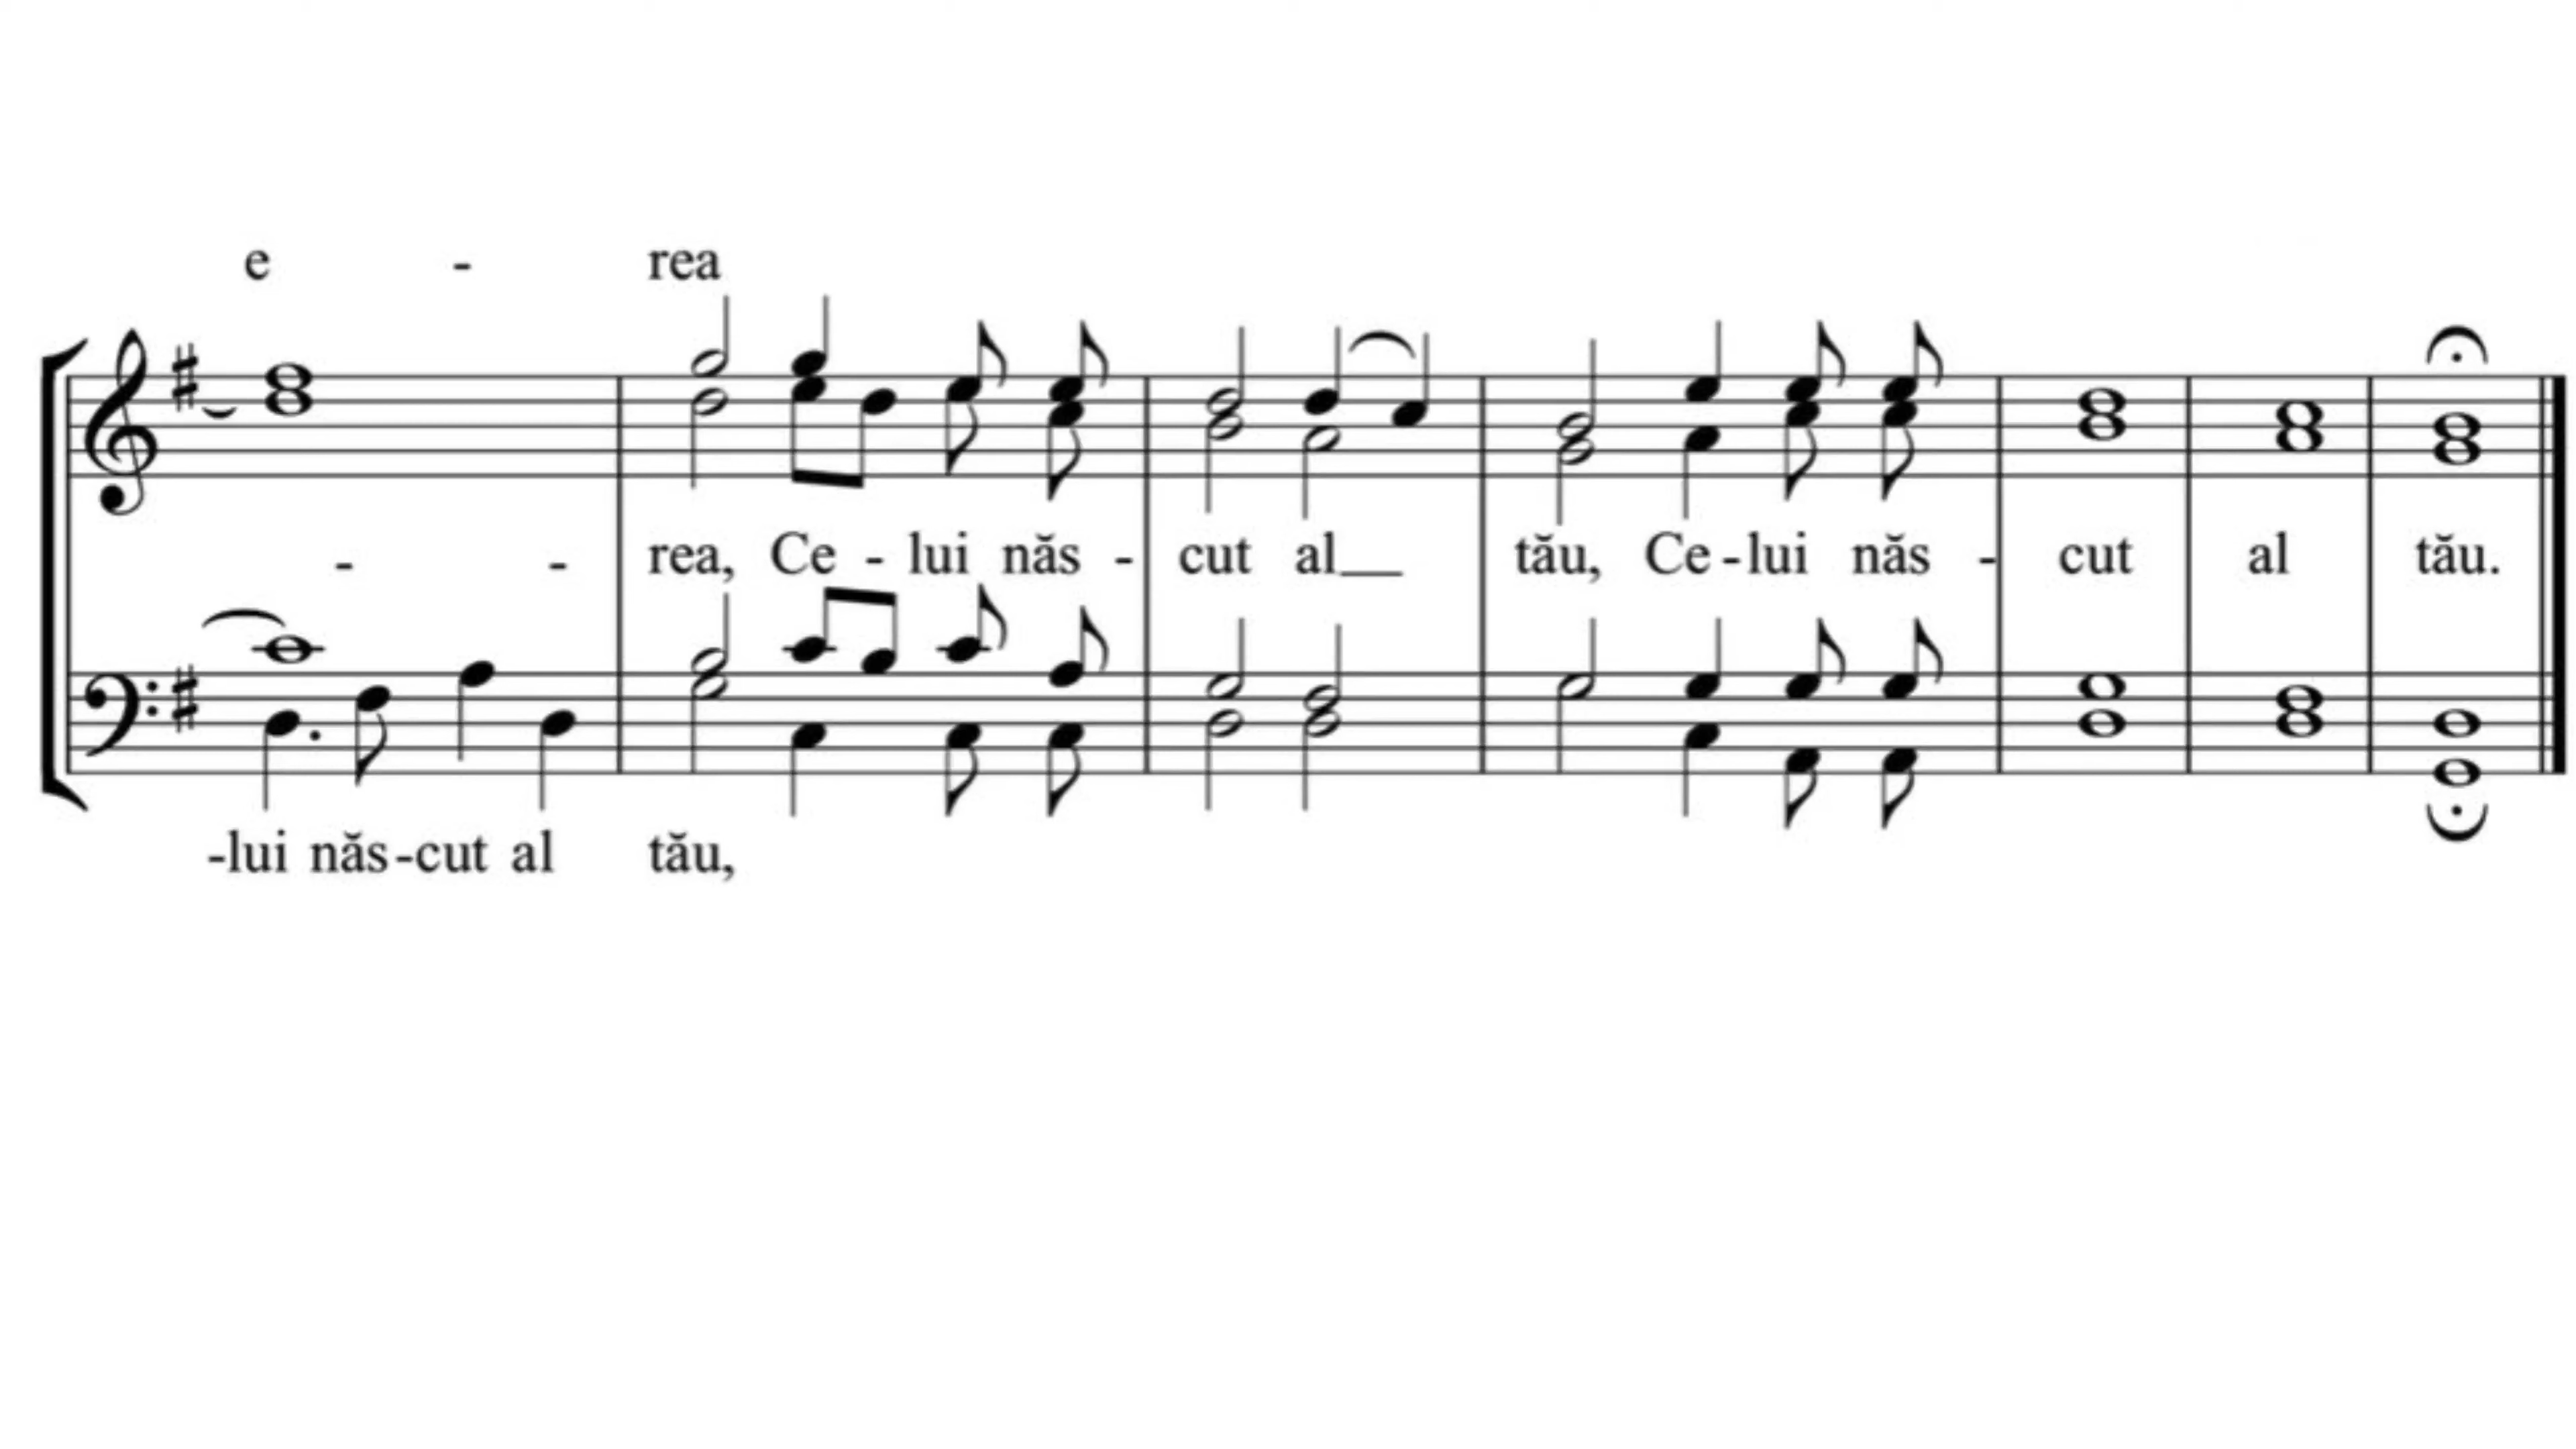 e - rea
- - rea, Ce - lui năs - cut al__ tău, Ce - lui năs - cut al tău.
-lui năs-cut al tău,